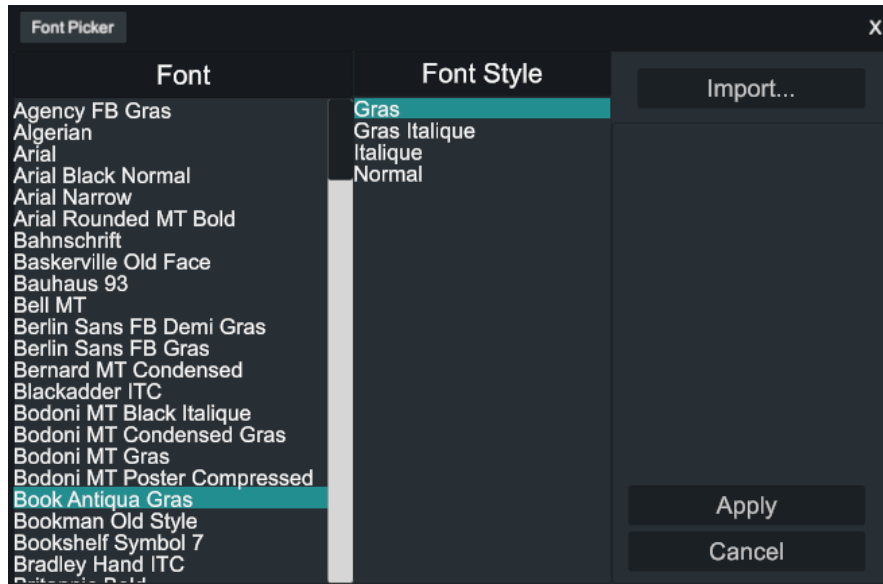 Font Picker
X
Font
Agency FB Gras
Algerian
Arial
Arial Black Normal
Arial Narrow
Arial Rounded MT Bold
Bahnschrift
Baskerville Old Face
Bauhaus 93
Bell MT
Berlin Sans FB Demi Gras
Berlin Sans FB Gras
Bernard MT Condensed
Blackadder ITC
Bodoni MT Black Italique
Bodoni MT Condensed Gras
Bodoni MT Gras
Bodoni MT Poster Compressed
Book Antiqua Gras
Bookman Old Style
Bookshelf Symbol 7
Bradley Hand ITC
Font Style
Gras
Gras Italique
Italique
Normal
Import...
Apply
Cancel